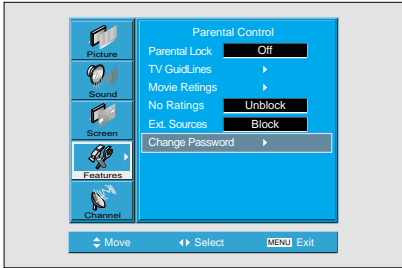 Parental Control
Picture
Parental Lock Off
TV GuidLines
Movie Retings
Sound
No Ratings Unblock
Ext. Sources Block
Screen
Change Password
Features
Channel
Move Select MENU Exit